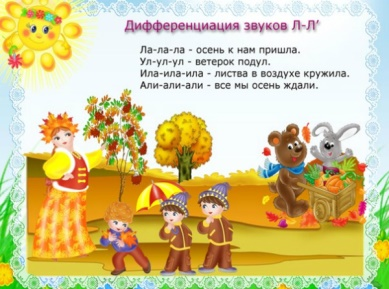 Дифференциация звуков Л-Л'
Ла-ла-ла - осень к нам пришла.
Ул-ул-ул - ветерок подул.
Ила-ила-ила - листва в воздухе кружила.
Али-али-али - все мы осень ждали.